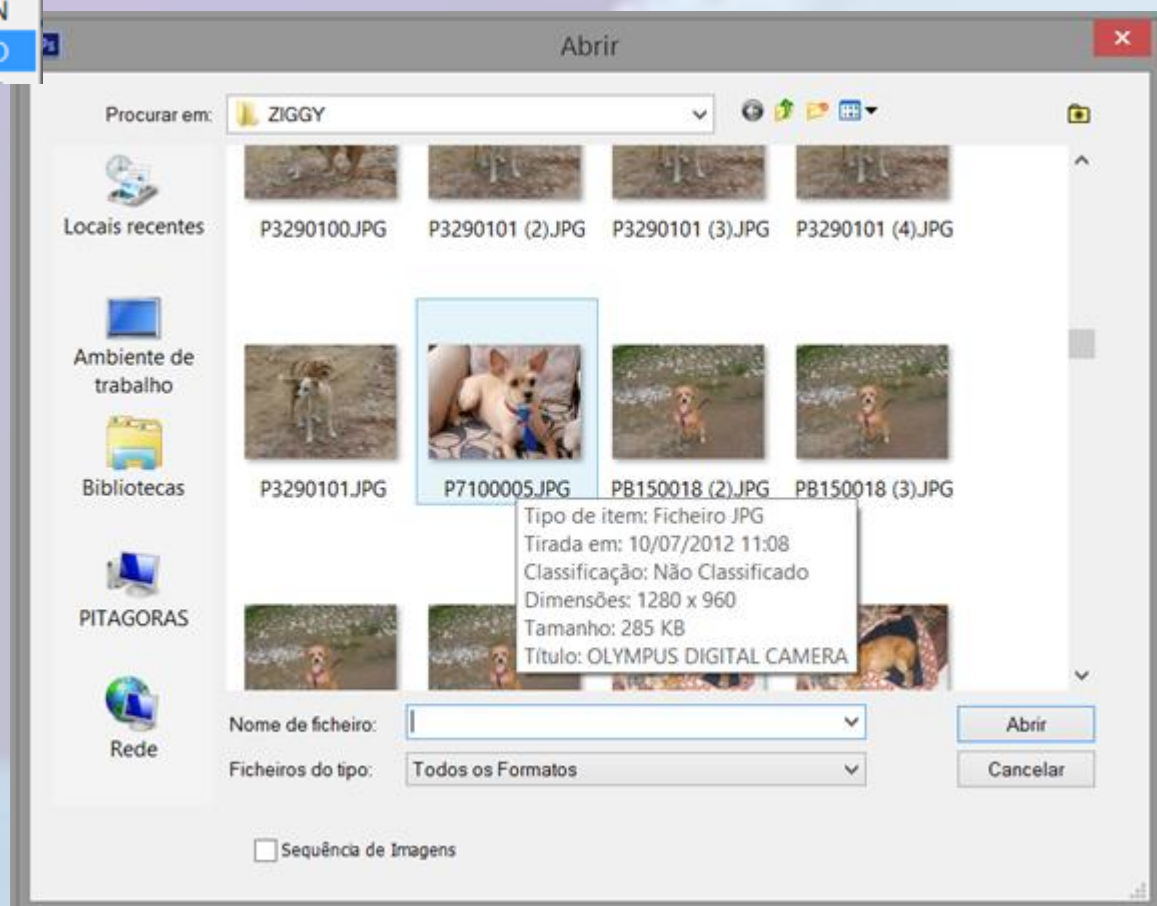 N
O
Ps
Abrir
Procurar em:
ZIGGY
Locais recentes
Ambiente de
trabalho
Bibliotecas
PITAGORAS
Rede
P3290100.JPG P3290101 (2).JPG P3290101 (3).JPG P3290101 (4).JPG
P3290101.JPG P7100005.JPG PB150018 (2).JPG PB150018 (3).JPG
Tipo de item: Ficheiro JPG
Tirada em: 10/07/2012 11:08
Classificação: Não Classificado
Dimensões: 1280 x 960
Tamanho: 285 KB
Título: OLYMPUS DIGITAL CAMERA
Nome de ficheiro:
Abrir
Ficheiros do tipo: Todos os Formatos
Cancelar
Sequência de Imagens